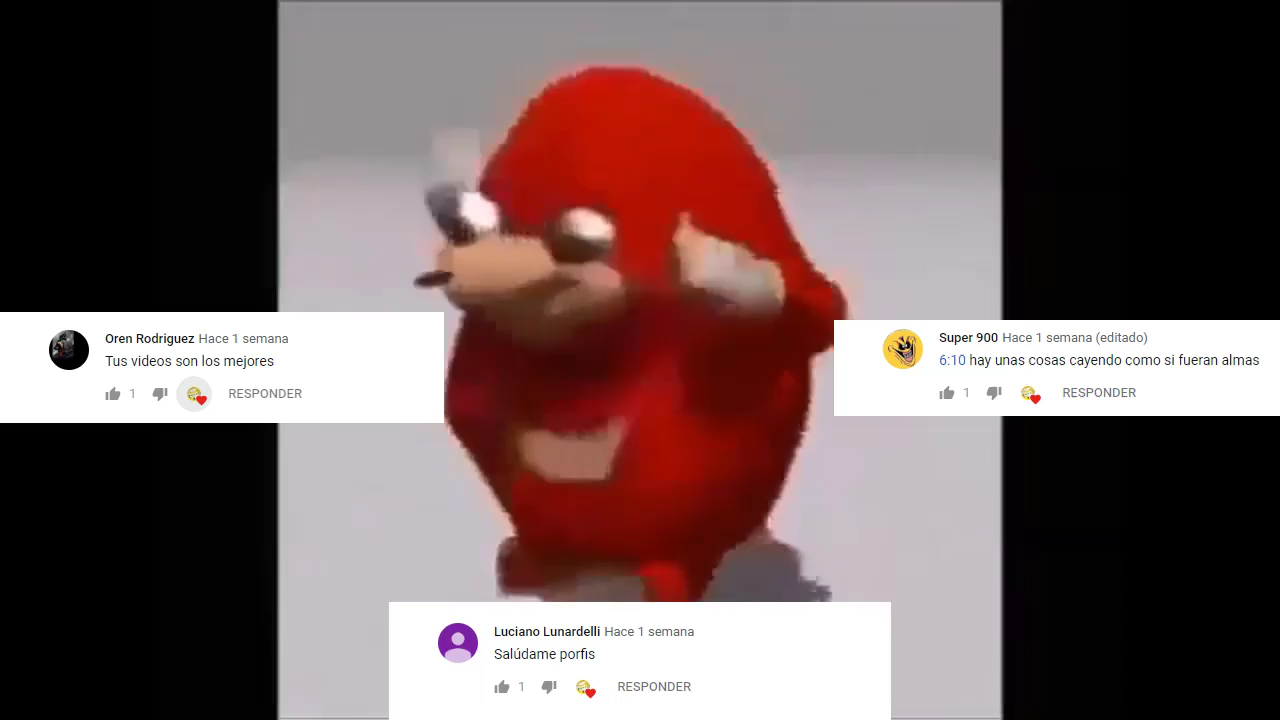 Oren Rodriguez Hace 1 semana
Tus videos son los mejores
1 RESPONDER
Super 900 Hace 1 semana (editado)
6:10 hay unas cosas cayendo como si fueran almas
1 RESPONDER
Luciano Lunardelli Hace 1 semana
Salúdame porfis
1 RESPONDER